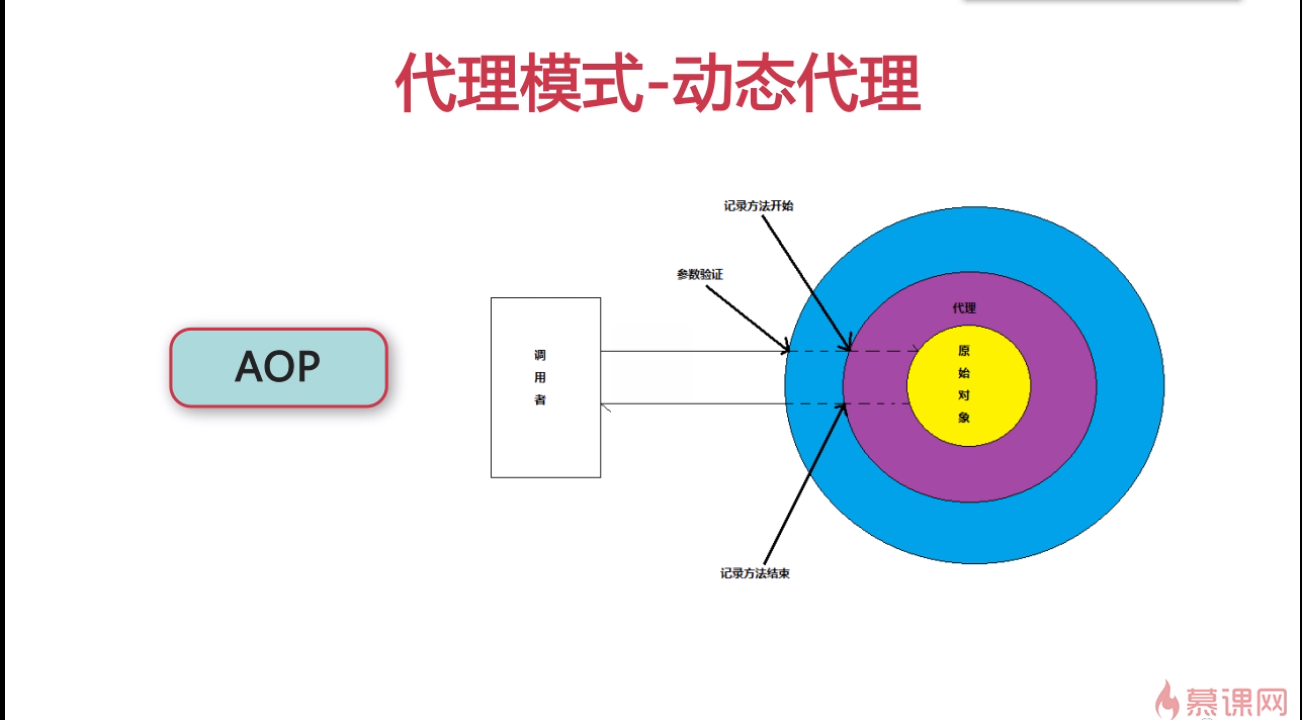 代理模式-动态代理
记录方法开始
参数验证
代理
调
用
者
原
始
对
象
AOP
记录方法结束
慕课网